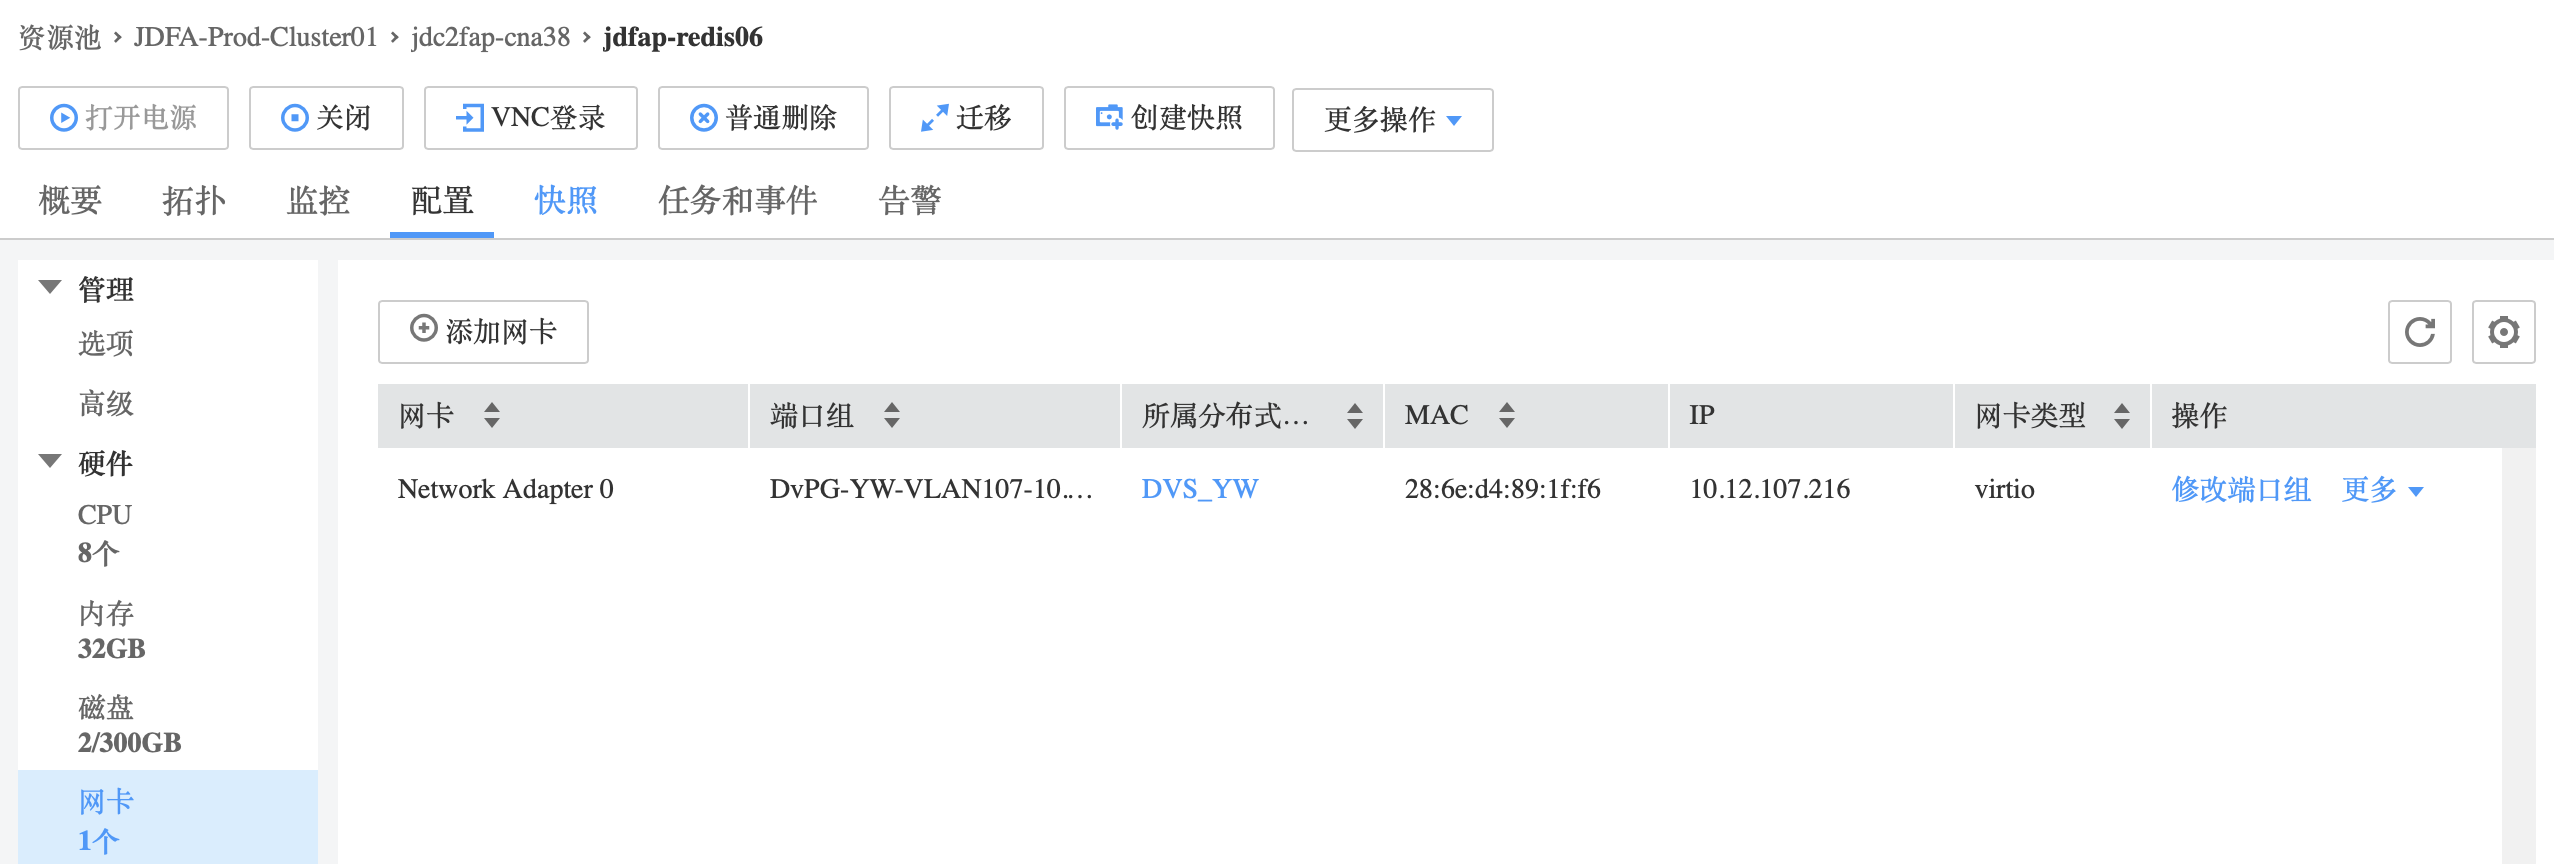 资源池 › JDFA-Prod-Cluster01 › jdc2fap-cna38 › jdfap-redis06
打开电源 关闭 VNC登录 普通删除 迁移 创建快照 更多操作
概要 拓扑 监控 配置 快照 任务和事件 告警
管理
选项
高级
硬件
CPU
8个
内存
32GB
磁盘
2/300GB
网卡
1个
添加网卡
网卡 端口组 所属分布式... MAC IP 网卡类型 操作
Network Adapter 0 DvPG-YW-VLAN107-10.... DVS_YW 28:6e:d4:89:1f:f6 10.12.107.216 virtio 修改端口组 更多